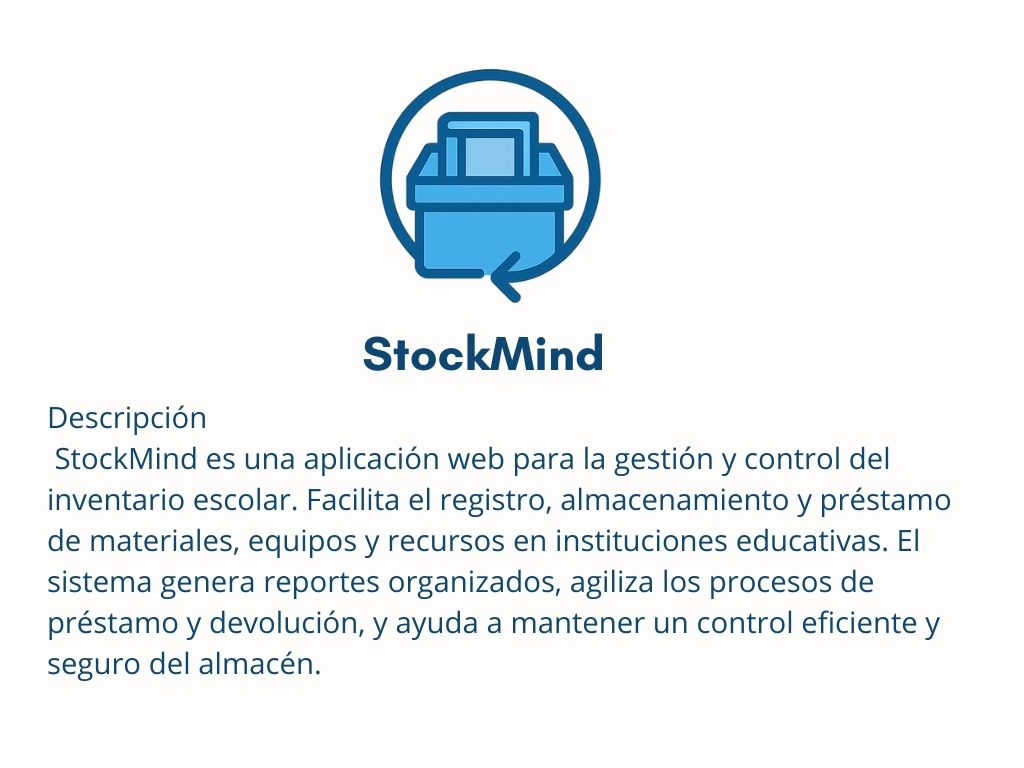 StockMind
Descripción
StockMind es una aplicación web para la gestión y control del
inventario escolar. Facilita el registro, almacenamiento y préstamo
de materiales, equipos y recursos en instituciones educativas. El
sistema genera reportes organizados, agiliza los procesos de
préstamo y devolución, y ayuda a mantener un control eficiente y
seguro del almacén.